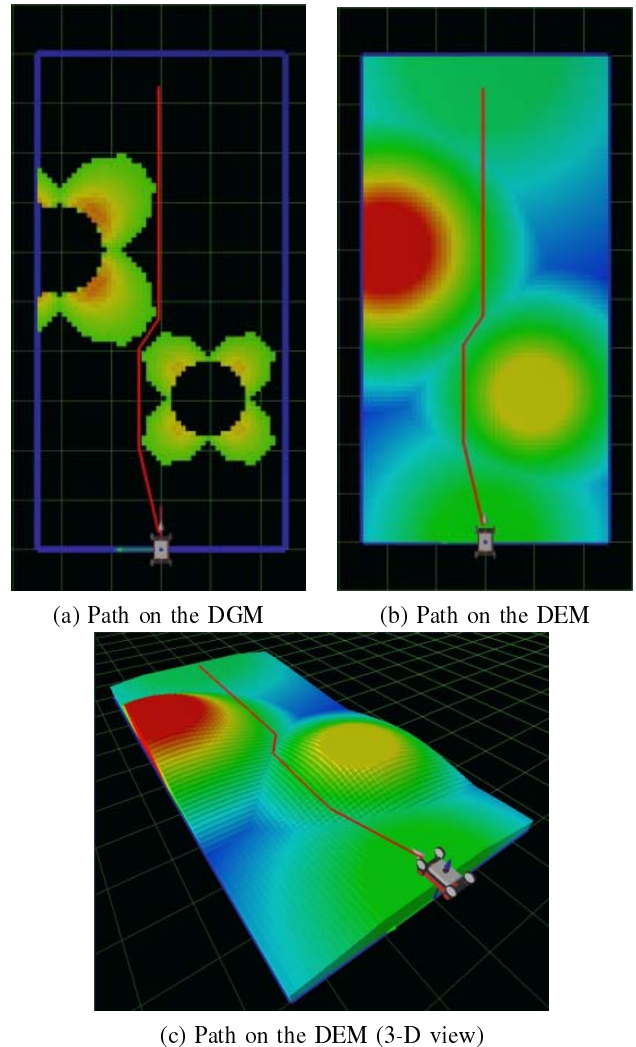 (a) Path on the DGM
(b) Path on the DEM
(c) Path on the DEM (3-D view)